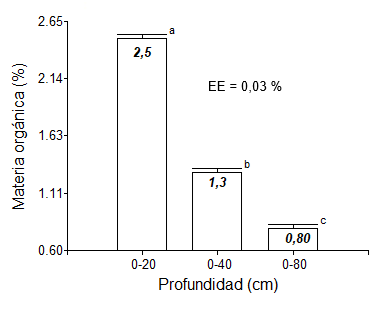 2.65
a
2,5
2.14
EE = 0,03 %
Materia orgánica (%)
1.63
b
1,3
1.11
c
0,80
0.60
0-20 0-40 0-80
Profundidad (cm)